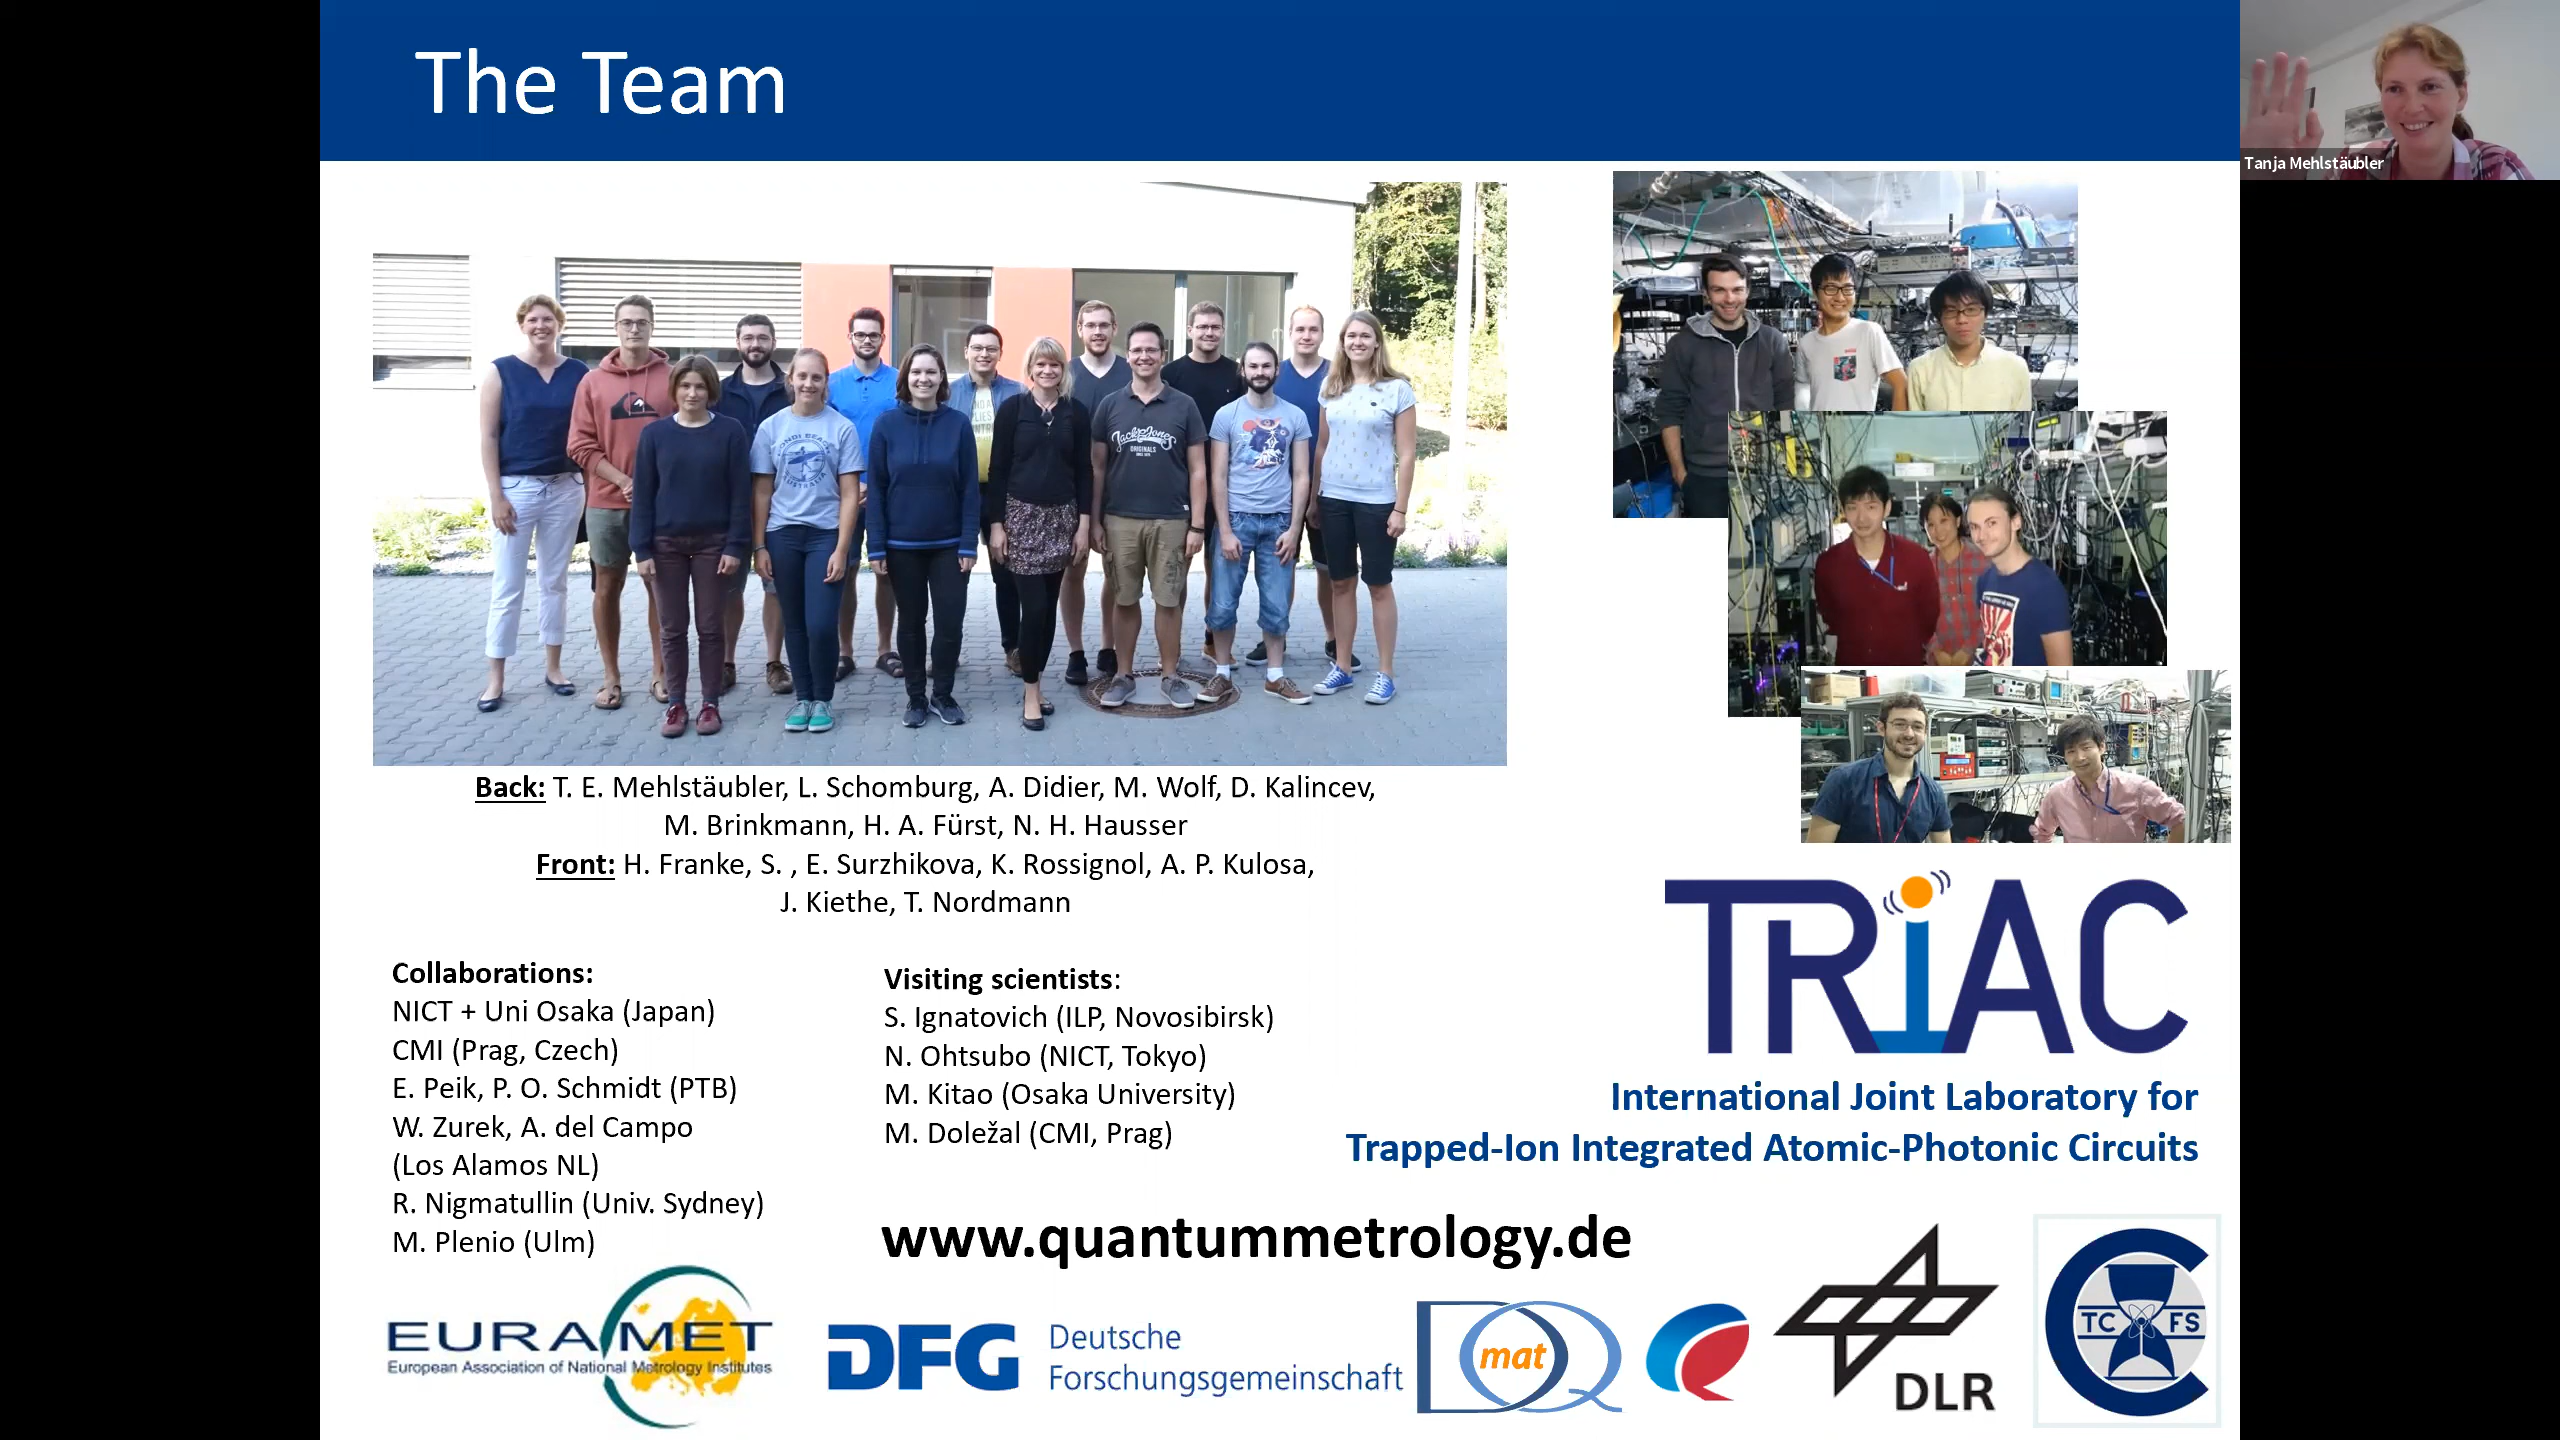 The Team
Tanja Mehlstäubler
Jack&Jones
ORIGINALS
Back: T. E. Mehlstäubler, L. Schomburg, A. Didier, M. Wolf, D. Kalincev,
M. Brinkmann, H. A. Fürst, N. H. Hausser
Front: H. Franke, S. , E. Surzhikova, K. Rossignol, A. P. Kulosa,
J. Kiethe, T. Nordmann
Collaborations:
NICT + Uni Osaka (Japan)
CMI (Prag, Czech)
E. Peik, P. O. Schmidt (PTB)
W. Zurek, A. del Campo
(Los Alamos NL)
R. Nigmatullin (Univ. Sydney)
M. Plenio (Ulm)
Visiting scientists:
S. Ignatovich (ILP, Novosibirsk)
N. Ohtsubo (NICT, Tokyo)
M. Kitao (Osaka University)
M. Doležal (CMI, Prag)
TRiAC
International Joint Laboratory for
Trapped-Ion Integrated Atomic-Photonic Circuits
www.quantummetrology.de
EURAMET
European Association of National Metrology Institutes
DFG Deutsche
Forschungsgemeinschaft
DQ mat
DLR
TC FS